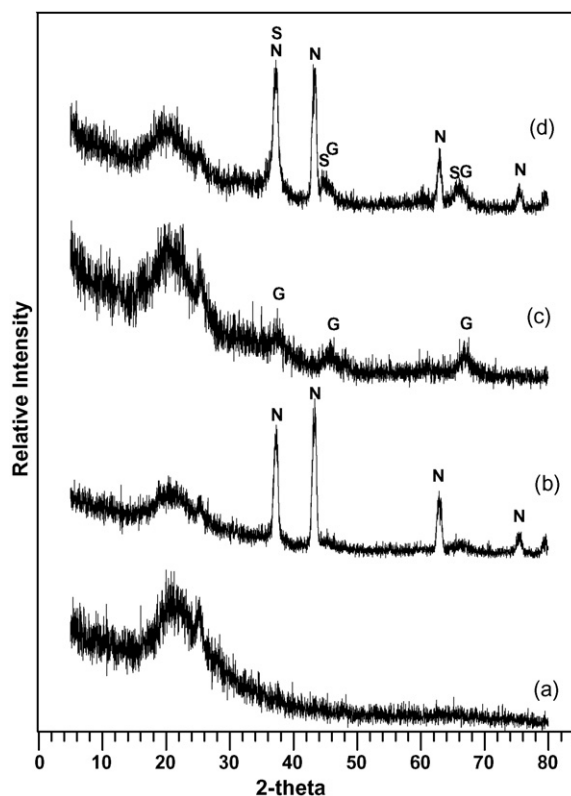 S
N N
(d)
S G
N
S G
N
G
G
G
(c)
N
N
N
N
(b)
(a)
Relative Intensity
0 10 20 30 40 50 60 70 80
2-theta